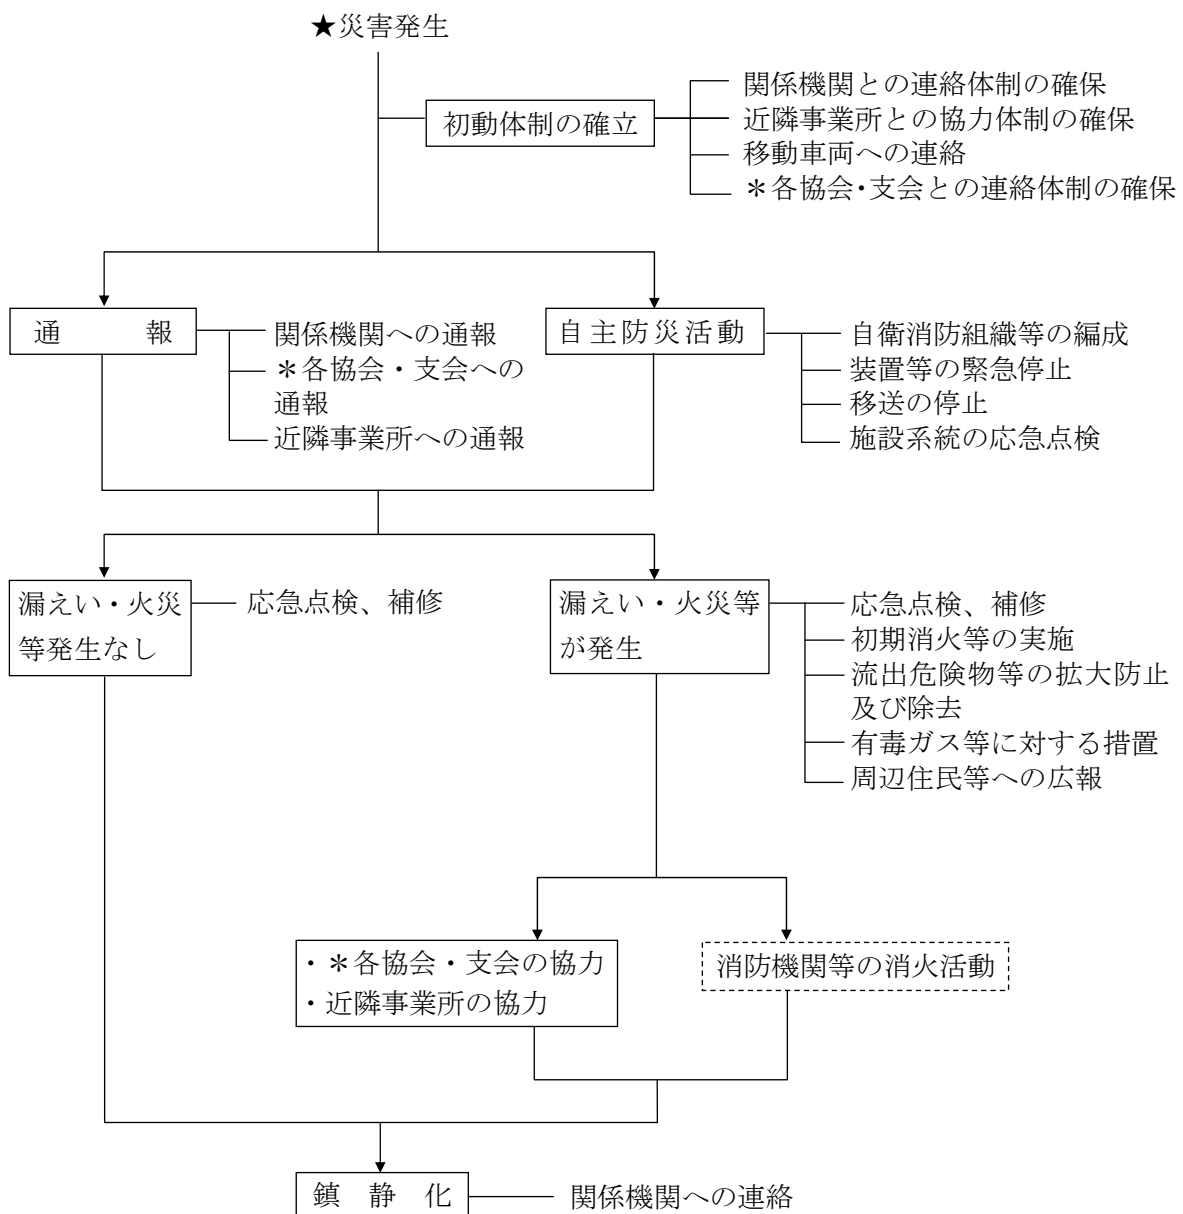 ★災害発生
初動体制の確立
関係機関との連絡体制の確保
近隣事業所との協力体制の確保
移動車両への連絡
＊各協会・支会との連絡体制の確保
通　　　報
関係機関への通報
＊各協会・支会への
通報
近隣事業所への通報
自主防災活動
自衛消防組織等の編成
装置等の緊急停止
移送の停止
施設系統の応急点検
漏えい・火災
等発生なし
応急点検、補修
漏えい・火災等
が発生
応急点検、補修
初期消火等の実施
流出危険物等の拡大防止
及び除去
有毒ガス等に対する措置
周辺住民等への広報
・＊各協会・支会の協力
・近隣事業所の協力
消防機関等の消火活動
鎮　静　化
関係機関への連絡